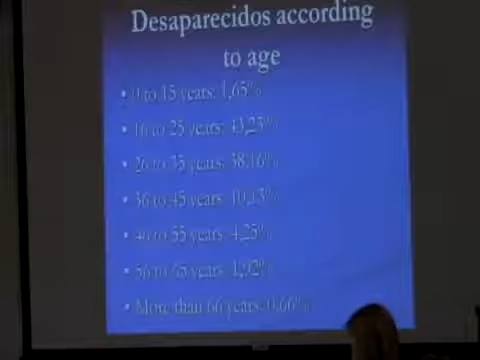 Desaparecidos according
to age
• 0 to 15 years: 1,65%
• 16 to 25 years: 43,23%
• 26 to 35 years: 38,16%
• 36 to 45 years: 10,13%
• 46 to 55 years: 4,25%
• 56 to 65 years: 1,92%
• More than 66 years: 0,66%